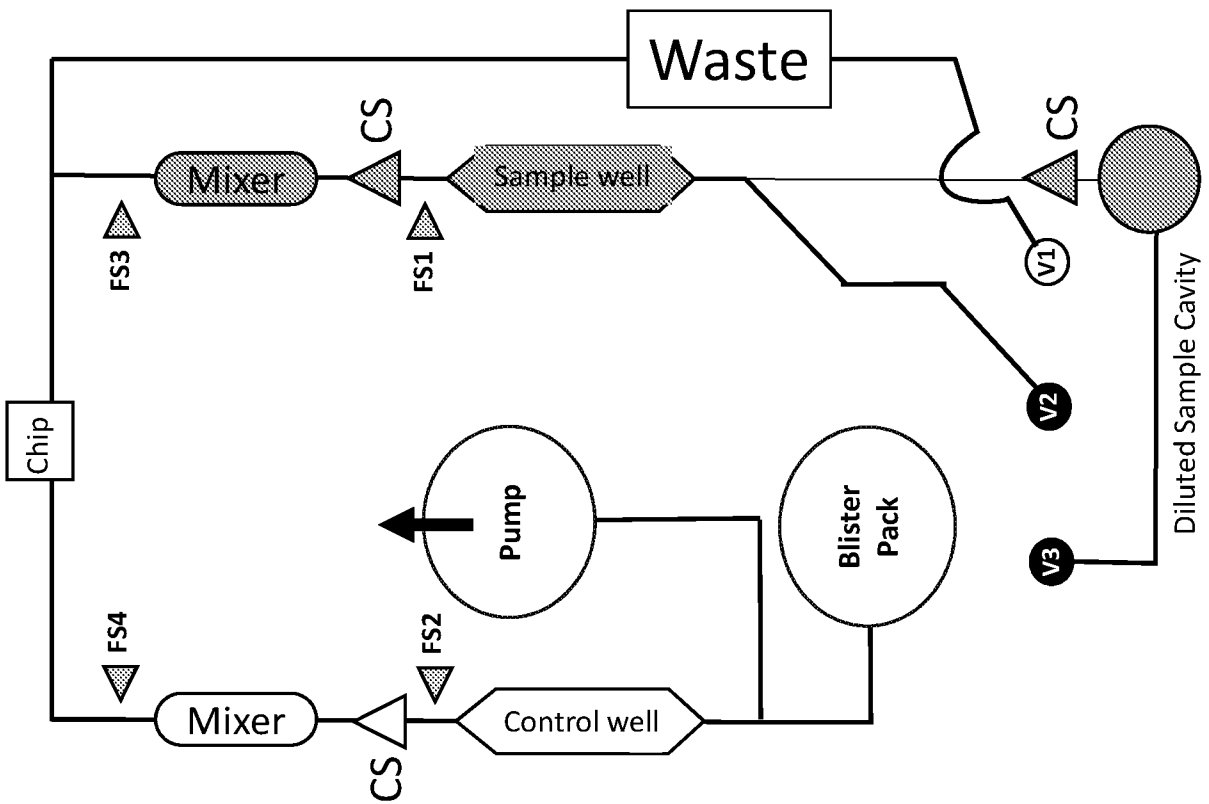 Waste
CS
CS
Mixer
Sample well
FS3
FS1
V1
Chip
V2
Diluted Sample Cavity
Pump
Blister
Pack
V3
FS4
FS2
Mixer
Control well
CS